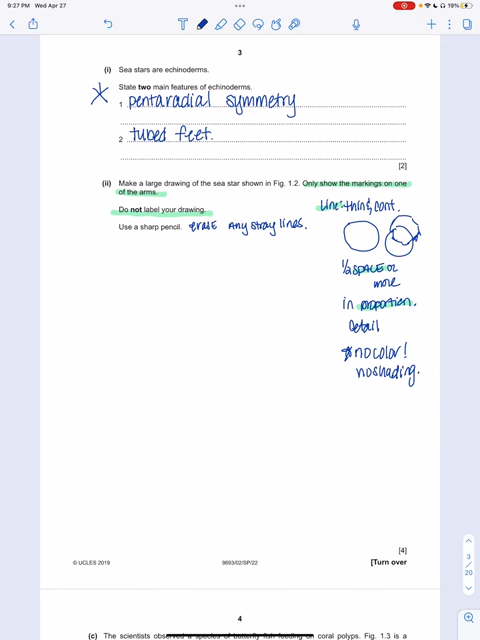 9:27 PM Wed Apr 27
19%
3
(i) Sea stars are echinoderms.
State two main features of echinoderms.
1 pentaradial symmetry
2 tubed feet.
[2]
(ii) Make a large drawing of the sea star shown in Fig. 1.2. Only show the markings on one
of the arms.
Line: thin & cont.
Do not label your drawing.
Use a sharp pencil. erase any stray lines.
1/2 SPACE or
more
in proportion.
Detail
* no color!
no shading.
[4]
© UCLES 2019
9693/02/SP/22
[Turn over
3
/
20
4
(c) The scientists observed a species of butterfly fish feeding on coral polyps. Fig. 1.3 is a